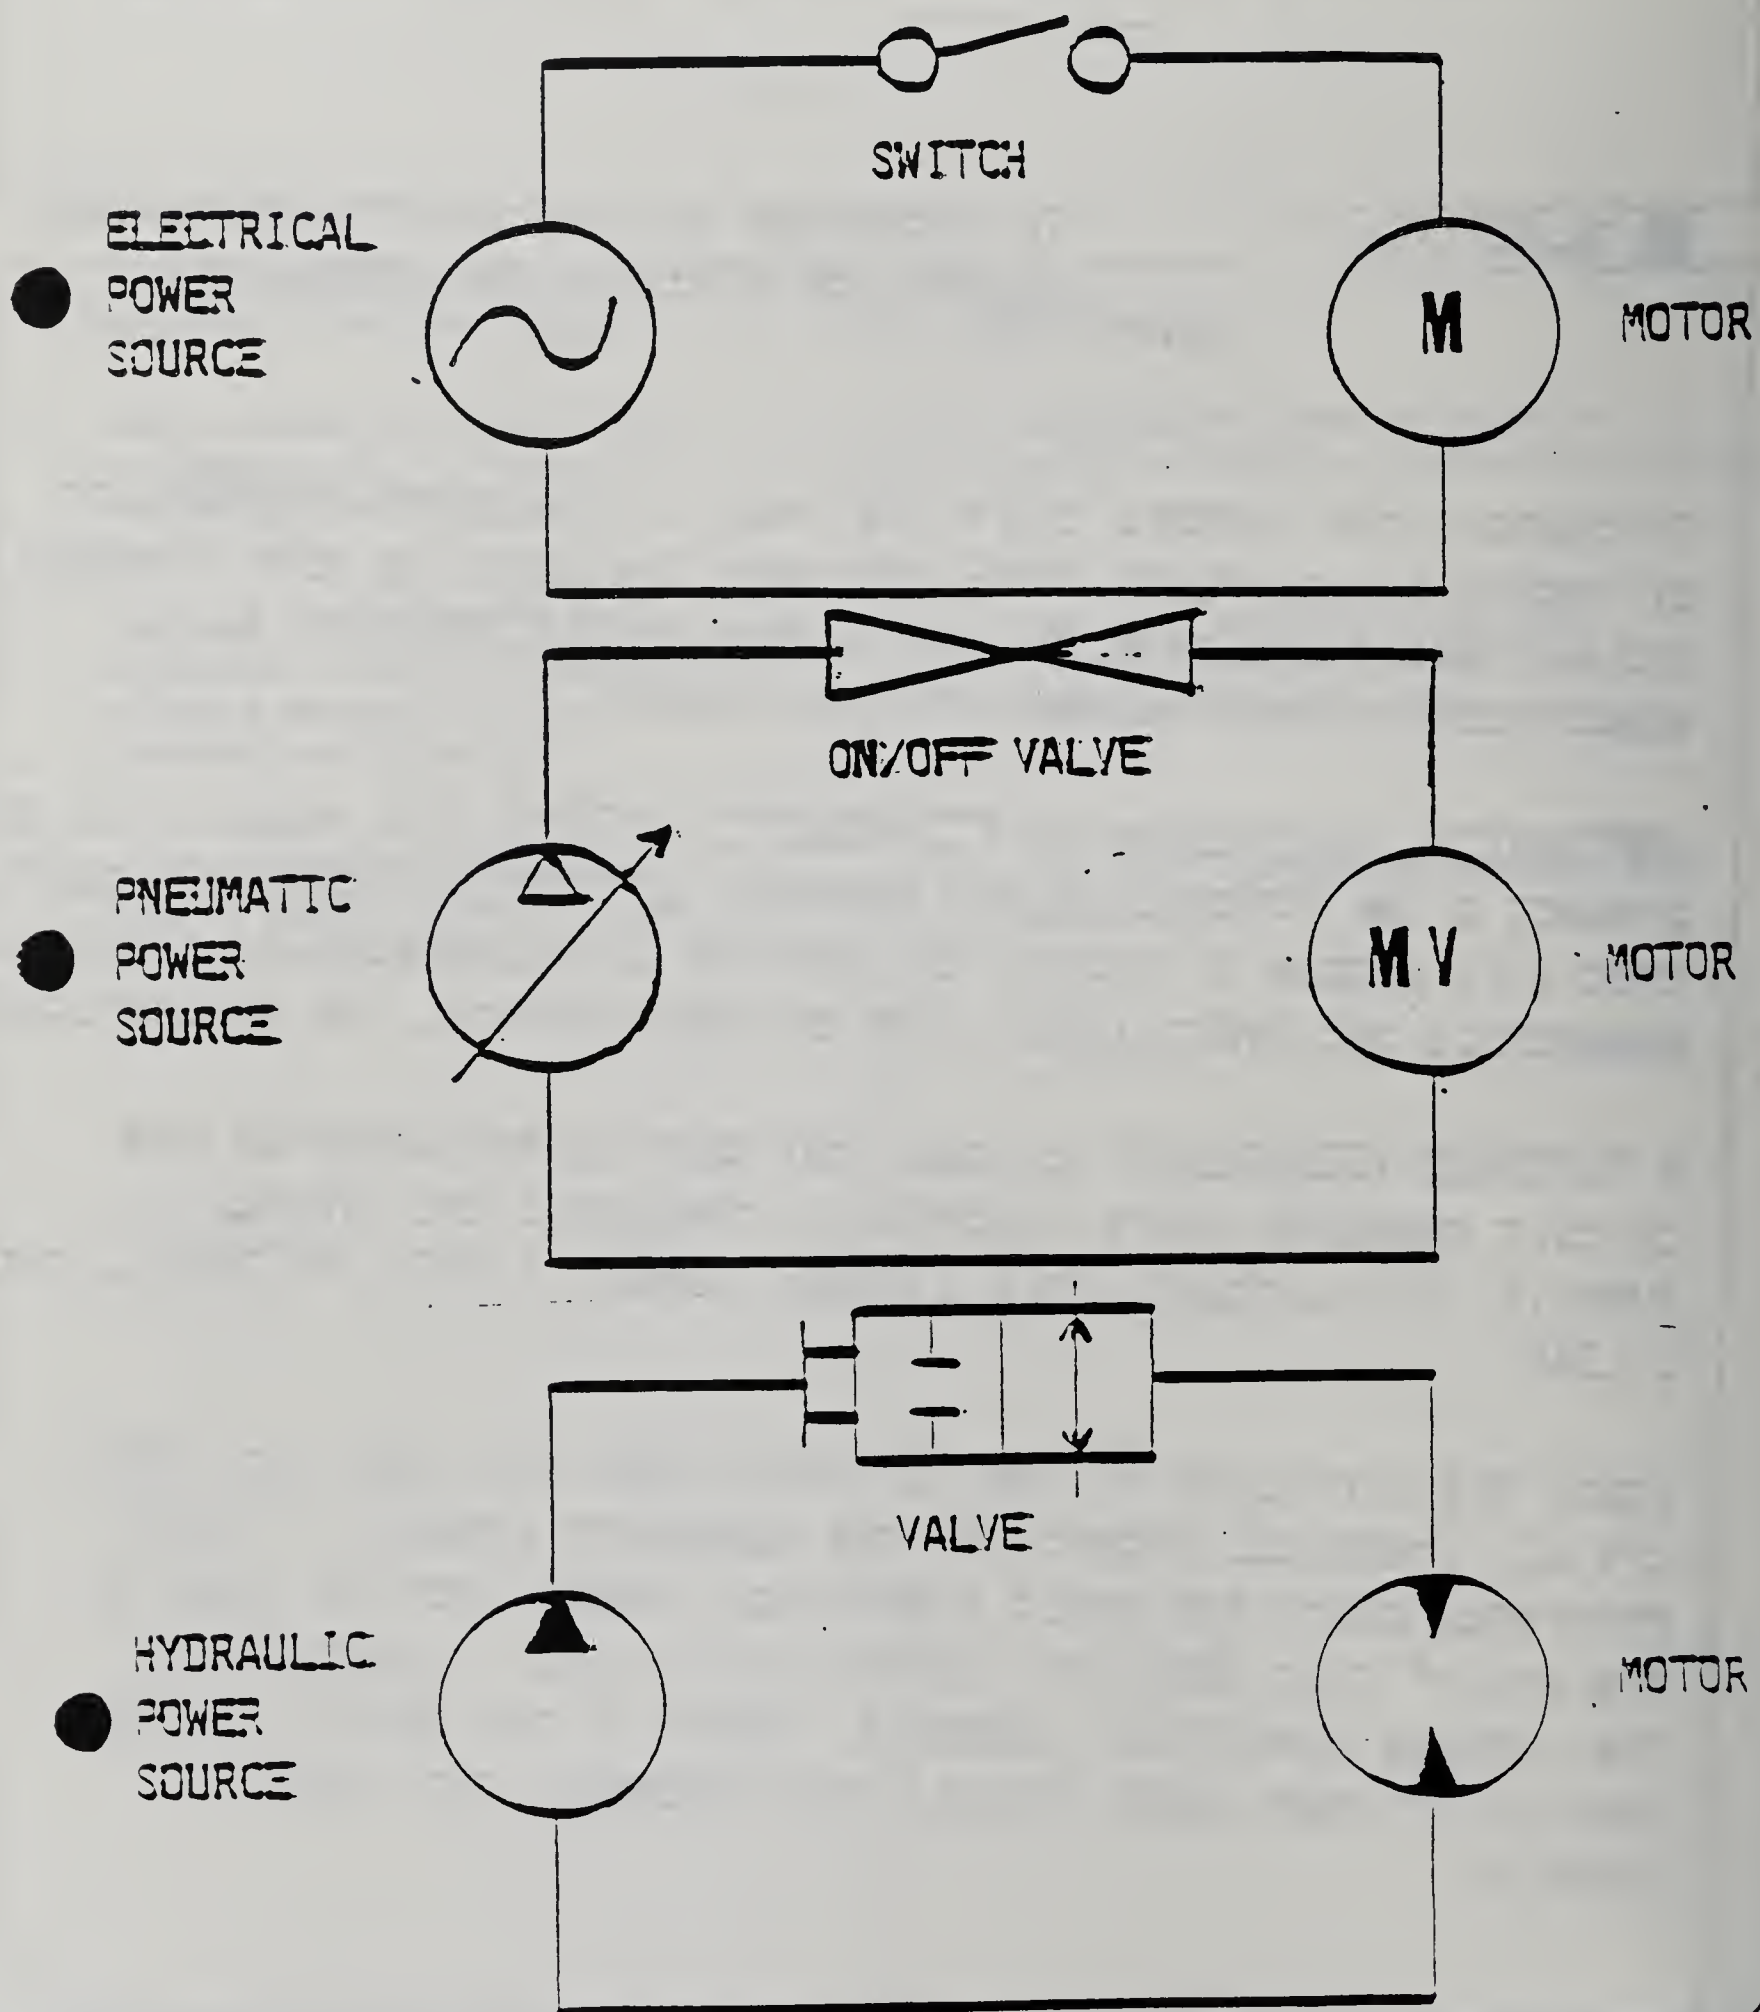 SWITCH
ELECTRICAL
POWER
SOURCE
M
MOTOR
ON/OFF VALVE
PNEUMATIC
POWER
SOURCE
M V
MOTOR
VALVE
HYDRAULIC
POWER
SOURCE
MOTOR